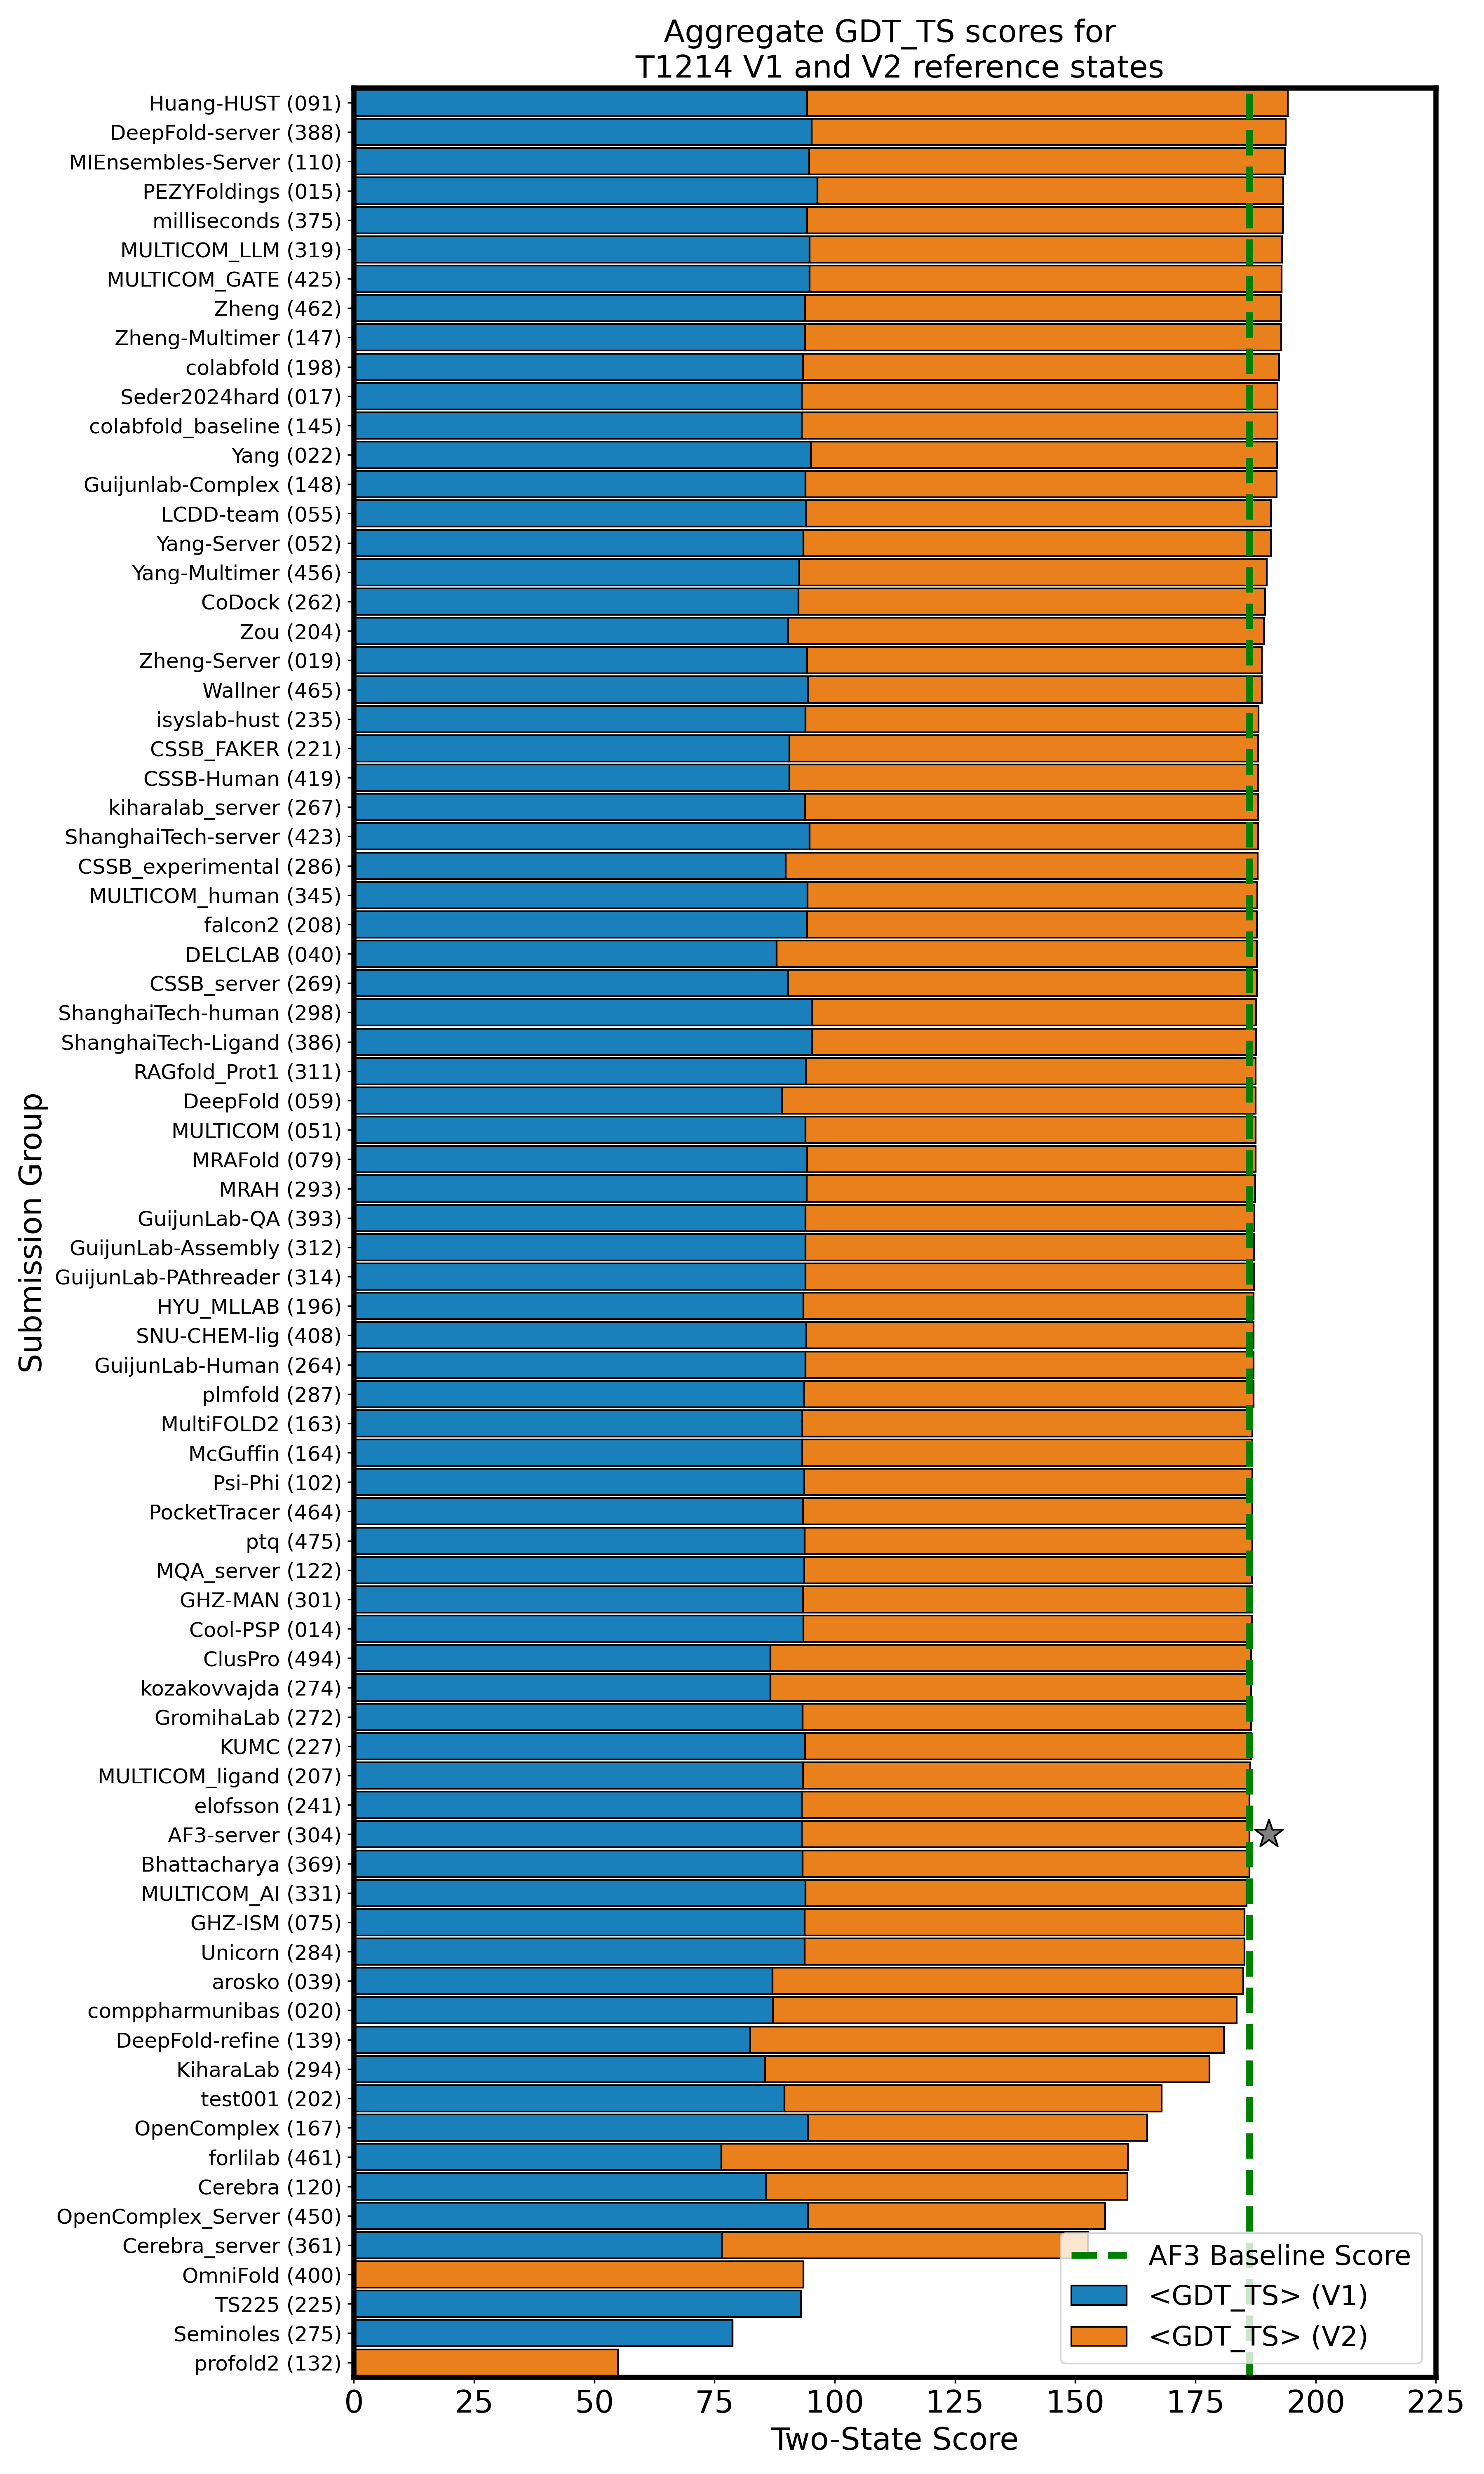 Aggregate GDT_TS scores for
T1214 V1 and V2 reference states
Submission Group
Huang-HUST (091)
DeepFold-server (388)
MIEnsembles-Server (110)
PEZYFoldings (015)
milliseconds (375)
MULTICOM_LLM (319)
MULTICOM_GATE (425)
Zheng (462)
Zheng-Multimer (147)
colabfold (198)
Seder2024hard (017)
colabfold_baseline (145)
Yang (022)
Guijunlab-Complex (148)
LCDD-team (055)
Yang-Server (052)
Yang-Multimer (456)
CoDock (262)
Zou (204)
Zheng-Server (019)
Wallner (465)
isyslab-hust (235)
CSSB_FAKER (221)
CSSB-Human (419)
kiharalab_server (267)
ShanghaiTech-server (423)
CSSB_experimental (286)
MULTICOM_human (345)
falcon2 (208)
DELCLAB (040)
CSSB_server (269)
ShanghaiTech-human (298)
ShanghaiTech-Ligand (386)
RAGfold_Prot1 (311)
DeepFold (059)
MULTICOM (051)
MRAFold (079)
MRAH (293)
GuijunLab-QA (393)
GuijunLab-Assembly (312)
GuijunLab-PAthreader (314)
HYU_MLLAB (196)
SNU-CHEM-lig (408)
GuijunLab-Human (264)
plmfold (287)
MultiFOLD2 (163)
McGuffin (164)
Psi-Phi (102)
PocketTracer (464)
ptq (475)
MQA_server (122)
GHZ-MAN (301)
Cool-PSP (014)
ClusPro (494)
kozakovvajda (274)
GromihaLab (272)
KUMC (227)
MULTICOM_ligand (207)
elofsson (241)
AF3-server (304)
Bhattacharya (369)
MULTICOM_AI (331)
GHZ-ISM (075)
Unicorn (284)
arosko (039)
comppharmunibas (020)
DeepFold-refine (139)
KiharaLab (294)
test001 (202)
OpenComplex (167)
forlilab (461)
Cerebra (120)
OpenComplex_Server (450)
Cerebra_server (361)
OmniFold (400)
TS225 (225)
Seminoles (275)
profold2 (132)
AF3 Baseline Score
<GDT_TS> (V1)
<GDT_TS> (V2)
0 25 50 75 100 125 150 175 200 225
Two-State Score